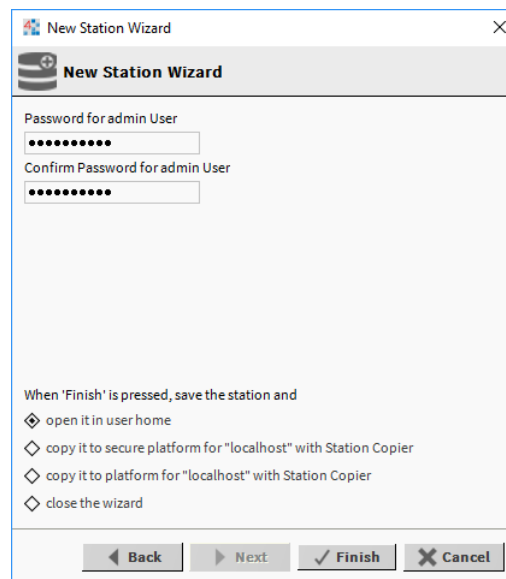 New Station Wizard
New Station Wizard
Password for admin User
••••••••••
Confirm Password for admin User
••••••••••
When 'Finish' is pressed, save the station and
open it in user home
copy it to secure platform for "localhost" with Station Copier
copy it to platform for "localhost" with Station Copier
close the wizard
Back Next Finish Cancel